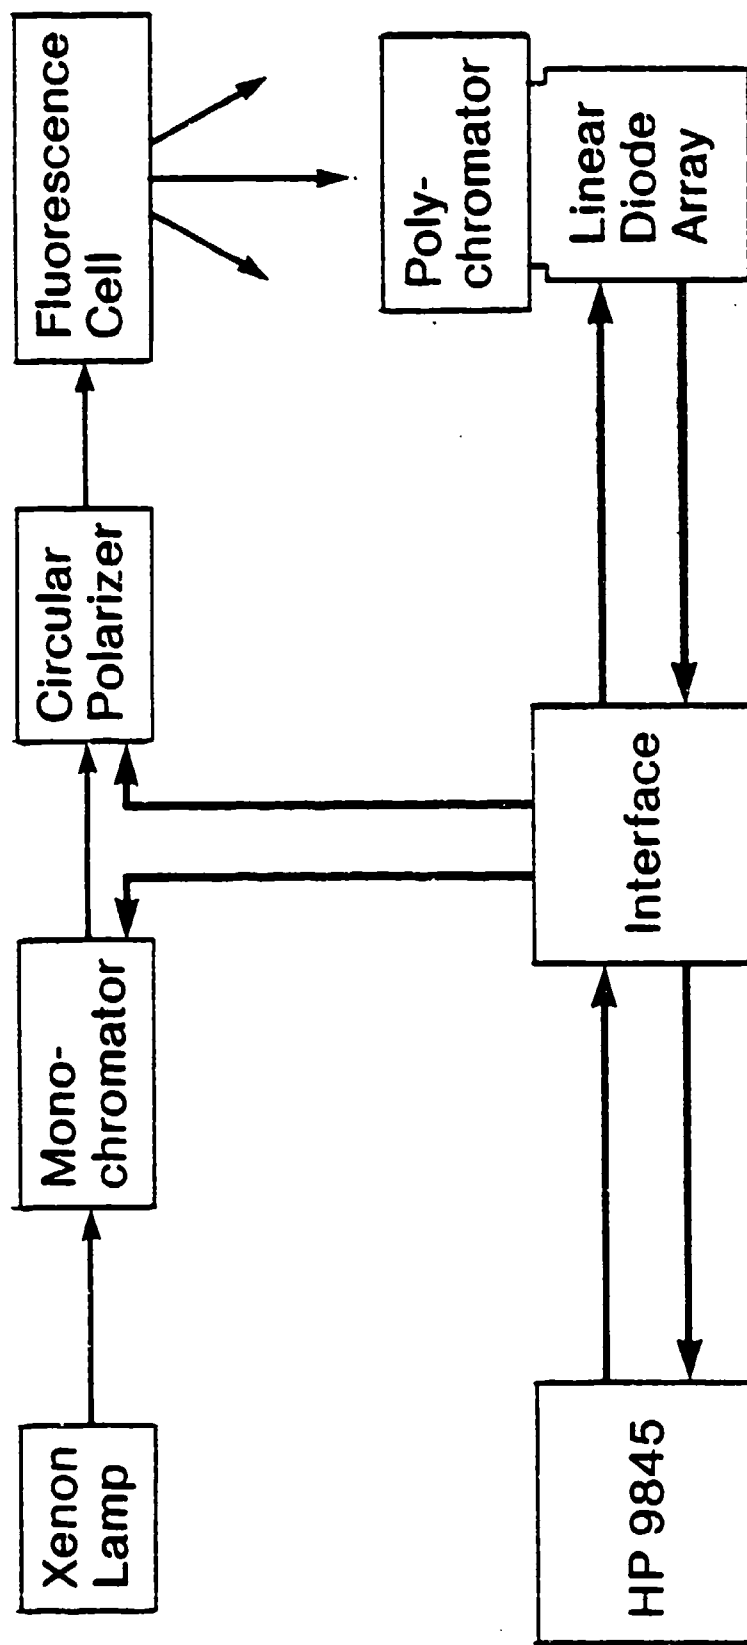 Xenon
Lamp
Mono-
chromator
Circular
Polarizer
Fluorescence
Cell
HP 9845
Interface
Poly-
chromator
Linear
Diode
Array